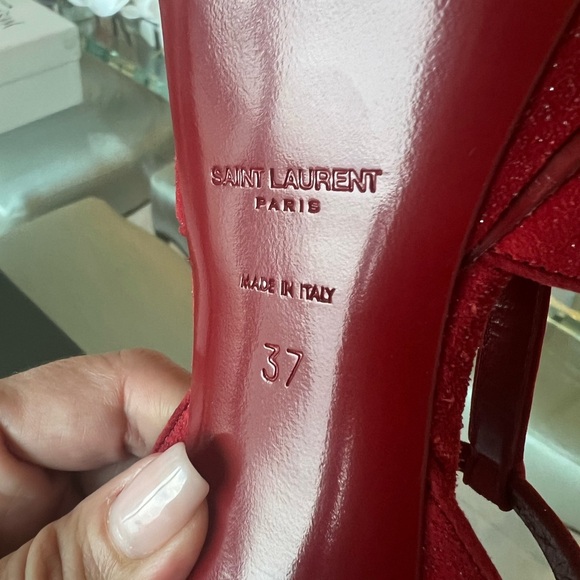 SAINT LAURENT
PARIS
MADE IN ITALY
37